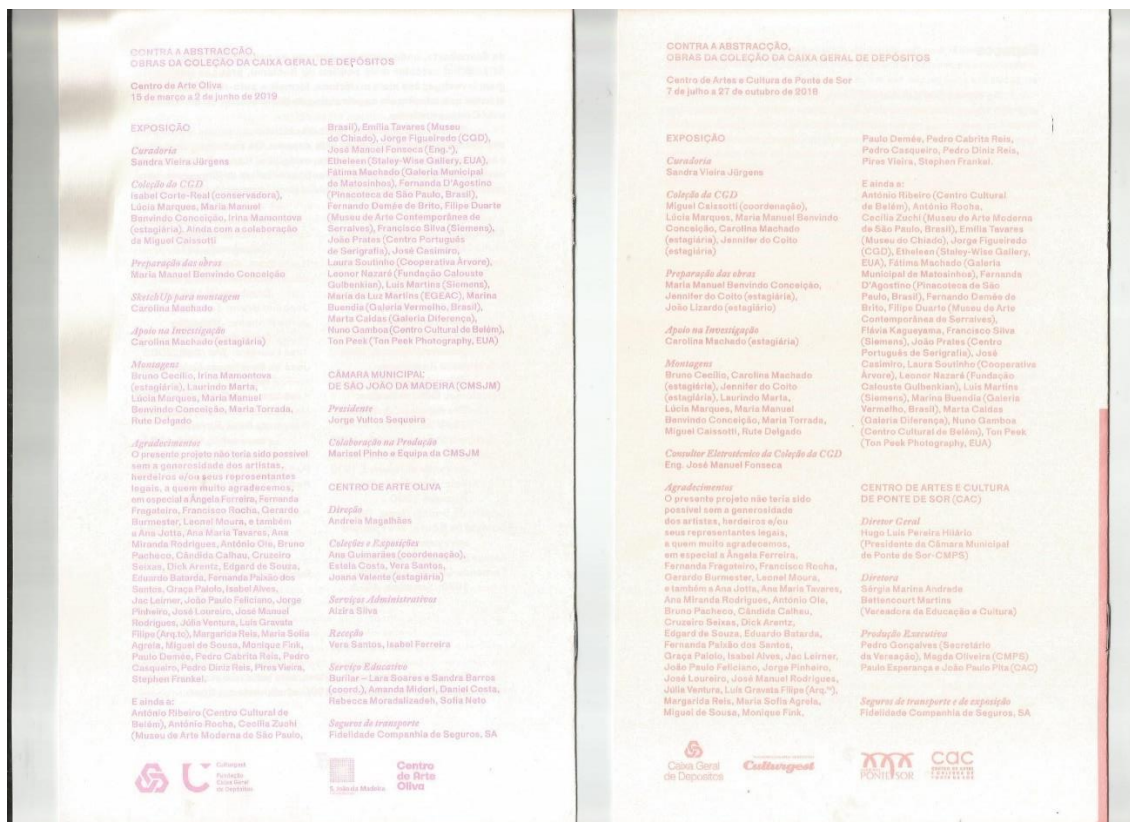 CONTRA A ABSTRACÇÃO,
OBRAS DA COLEÇÃO DA CAIXA GERAL DE DEPÓSITOS
Centro de Arte Oliva
15 de março a 2 de junho de 2019
EXPOSIÇÃO
Curadoria
Sandra Vieira Jürgens
Coleção da CGD
Isabel Corte-Real (conservadora),
Lúcia Marques, Maria Manuel
Benvindo Conceição, Irina Mamontova
(estagiária). Ainda com a colaboração
de Miguel Caissotti
Preparação das obras
Maria Manuel Benvindo Conceição
SketchUp para montagem
Carolina Machado
Apoio na Investigação
Carolina Machado (estagiária)
Montagens
Bruno Cecílio, Irina Mamontova
(estagiária), Laurindo Marta,
Lúcia Marques, Maria Manuel
Benvindo Conceição, Maria Torrada,
Rute Delgado
Agradecimentos
O presente projeto não teria sido possível
sem a generosidade dos artistas,
herdeiros e/ou seus representantes
legais, a quem muito agradecemos,
em especial a Ângela Ferreira, Fernanda
Fragateiro, Francisco Rocha, Gerardo
Burmester, Leonel Moura, e também
a Ana Jotta, Ana Maria Tavares, Ana
Miranda Rodrigues, António Ole, Bruno
Pacheco, Cândida Calhau, Cruzeiro
Seixas, Dick Arentz, Edgard de Souza,
Eduardo Batarda, Fernanda Paixão dos
Santos, Graça Palolo, Isabel Alves,
Jac Leirner, João Paulo Feliciano, Jorge
Pinheiro, José Loureiro, José Manuel
Rodrigues, Júlia Ventura, Luís Gravata
Filipe (Arq.to), Margarida Reis, Maria Sofia
Agrela, Miguel de Sousa, Monique Fink,
Paulo Demée, Pedro Cabrita Reis, Pedro
Casqueiro, Pedro Diniz Reis, Pires Vieira,
Stephen Frankel.
E ainda a:
António Ribeiro (Centro Cultural de
Belém), António Rocha, Cecília Zuchi
(Museu de Arte Moderna de São Paulo,
Brasil), Emília Tavares (Museu
do Chiado), Jorge Figueiredo (CGD),
José Manuel Fonseca (Eng.º),
Etheleen (Staley-Wise Gallery, EUA),
Fátima Machado (Galeria Municipal
de Matosinhos), Fernanda D'Agostino
(Pinacoteca de São Paulo, Brasil),
Fernando Demée de Brito, Filipe Duarte
(Museu de Arte Contemporâne de
Serralves), Francisco Silva (Siemens),
João Prates (Centro Português
de Serigrafia), José Casimiro,
Laura Soutinho (Cooperativa Árvore),
Leonor Nazaré (Fundação Calouste
Gulbenkian), Luís Martins (Siemens),
Maria da Luz Martins (EGEAC), Marina
Buendia (Galeria Vermelho, Brasil),
Marta Caldas (Galeria Diferença),
Nuno Gamboa (Centro Cultural de Belém),
Ton Peek (Ton Peek Photography, EUA)
CÂMARA MUNICIPAL
DE SÃO JOÃO DA MADEIRA (CMSJM)
Presidente
Jorge Vultos Sequeira
Colaboração na Produção
Marisel Pinho e Equipa da CMSJM
CENTRO DE ARTE OLIVA
Direção
Andreia Magalhães
Coleções e Exposições
Ana Guimarães (coordenação),
Estela Costa, Vera Santos,
Joana Valente (estagiária)
Serviços Administrativos
Alzira Silva
Receção
Vera Santos, Isabel Ferreira
Serviço Educativo
Burilar – Lara Soares e Sandra Barros
(coord.), Amanda Midori, Daniel Costa,
Rebecca Moradalizadeh, Sofia Neto
Seguros de transporte
Fidelidade Companhia de Seguros, SA
Culturgest
Fundação
Caixa Geral
de Depósitos
S. João da Madeira
Centro
de Arte
Oliva
CONTRA A ABSTRACÇÃO,
OBRAS DA COLEÇÃO DA CAIXA GERAL DE DEPÓSITOS
Centro de Artes e Cultura de Ponte de Sor
7 de julho a 27 de outubro de 2018
EXPOSIÇÃO
Curadoria
Sandra Vieira Jürgens
Coleção da CGD
Miguel Caissotti (coordenação),
Lúcia Marques, Maria Manuel Benvindo
Conceição, Carolina Machado
(estagiária), Jennifer do Coito
(estagiária)
Preparação das obras
Maria Manuel Benvindo Conceição,
Jennifer do Coito (estagiária),
João Lizardo (estagiário)
Apoio na Investigação
Carolina Machado (estagiária)
Montagens
Bruno Cecílio, Carolina Machado
(estagiária), Jennifer do Coito
(estagiária), Laurindo Marta,
Lúcia Marques, Maria Manuel
Benvindo Conceição, Maria Torrada,
Miguel Caissotti, Rute Delgado
Consultor Eletrotécnico da Coleção da CGD
Eng. José Manuel Fonseca
Agradecimentos
O presente projeto não teria sido
possível sem a generosidade
dos artistas, herdeiros e/ou
seus representantes legais,
a quem muito agradecemos,
em especial a Ângela Ferreira,
Fernanda Fragateiro, Francisco Rocha,
Gerardo Burmester, Leonel Moura,
e também a Ana Jotta, Ana Maria Tavares,
Ana Miranda Rodrigues, António Ole,
Bruno Pacheco, Cândida Calhau,
Cruzeiro Seixas, Dick Arentz,
Edgard de Souza, Eduardo Batarda,
Fernanda Paixão dos Santos,
Graça Palolo, Isabel Alves, Jac Leirner,
João Paulo Feliciano, Jorge Pinheiro,
José Loureiro, José Manuel Rodrigues,
Júlia Ventura, Luís Gravata Filipe (Arq.to),
Margarida Reis, Maria Sofia Agrela,
Miguel de Sousa, Monique Fink,
Paulo Demée, Pedro Cabrita Reis,
Pedro Casqueiro, Pedro Diniz Reis,
Pires Vieira, Stephen Frankel.
E ainda a:
António Ribeiro (Centro Cultural
de Belém), António Rocha,
Cecília Zuchi (Museu de Arte Moderna
de São Paulo, Brasil), Emília Tavares
(Museu do Chiado), Jorge Figueiredo
(CGD), Etheleen (Staley-Wise Gallery,
EUA), Fátima Machado (Galeria
Municipal de Matosinhos), Fernanda
D'Agostino (Pinacoteca de São
Paulo, Brasil), Fernando Demée de
Brito, Filipe Duarte (Museu de Arte
Contemporâne de Serralves),
Flávia Kagueyama, Francisco Silva
(Siemens), João Prates (Centro
Português de Serigrafia), José
Casimiro, Laura Soutinho (Cooperativa
Árvore), Leonor Nazaré (Fundação
Calouste Gulbenkian), Luís Martins
(Siemens), Marina Buendia (Galeria
Vermelho, Brasil), Marta Caldas
(Galeria Diferença), Nuno Gamboa
(Centro Cultural de Belém), Ton Peek
(Ton Peek Photography, EUA)
CENTRO DE ARTES E CULTURA
DE PONTE DE SOR (CAC)
Diretor Geral
Hugo Luís Pereira Hilário
(Presidente da Câmara Municipal
de Ponte de Sor-CMPS)
Diretora
Sérgia Marina Andrade
Bettencourt Martins
(Vereadora da Educação e Cultura)
Produção Executiva
Pedro Gonçalves (Secretário
da Vereação), Magda Oliveira (CMPS)
Paulo Esperança e João Paulo Pita (CAC)
Seguros de transporte e de exposição
Fidelidade Companhia de Seguros, SA
Caixa Geral
de Depositos
Culturgest
PONTE SOR
cac
CENTRO DE ARTES
E CULTURA DE
PONTE DE SOR